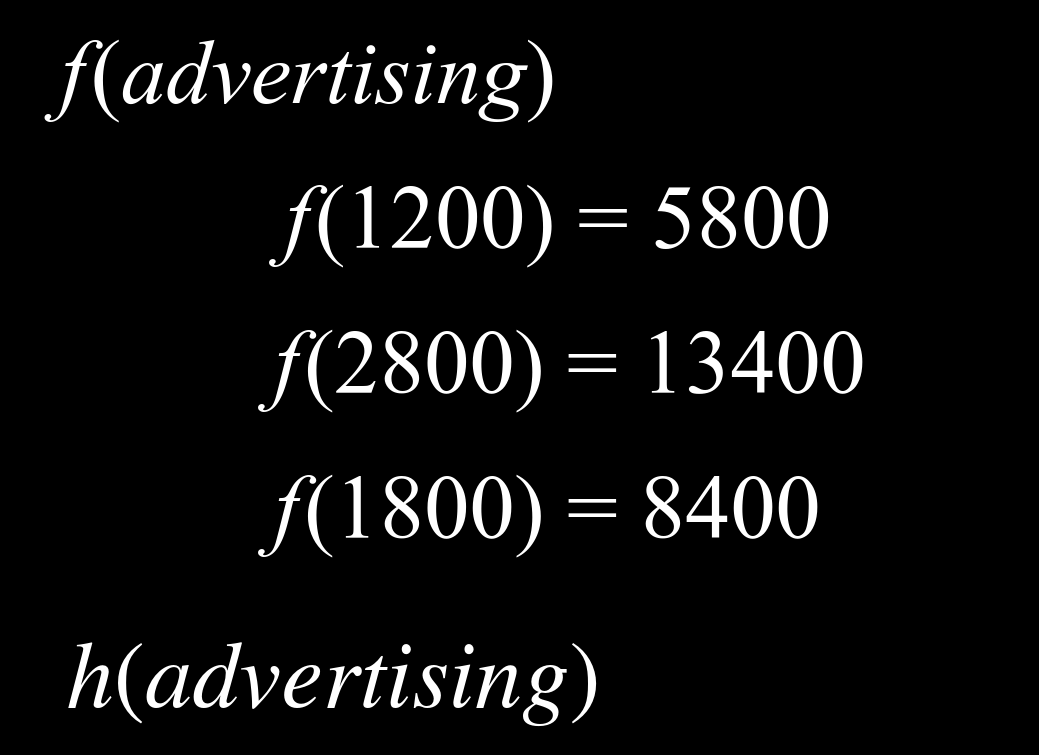 f(advertising)
f(1200) = 5800
f(2800) = 13400
f(1800) = 8400
h(advertising)